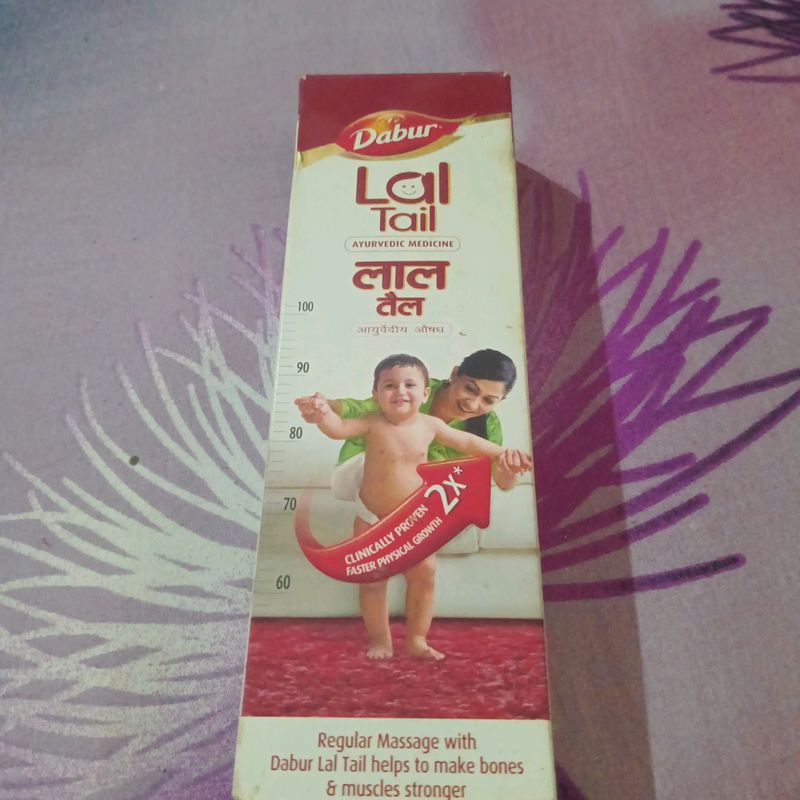 Dabur
Lal
Tail
AYURVEDIC MEDICINE
लाल
तैल
आयुर्वेदीय औषध
100
90
80
70
60
2x*
CLINICALLY PROVEN
FASTER PHYSICAL GROWTH
Regular Massage with
Dabur Lal Tail helps to make bones
& muscles stronger